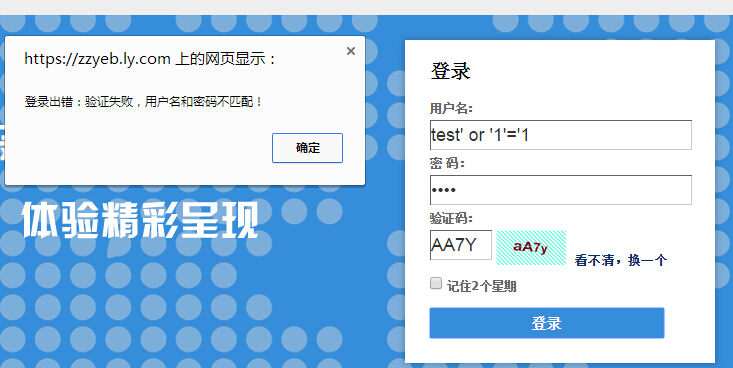 https://zzyeb.ly.com 上的网页显示：
登录出错：验证失败，用户名和密码不匹配！
确定
体验精彩呈现
登录
用户名:
test' or '1'='1
密 码:
••••
验证码:
AA7Y
aA7y
看不清，换一个
记住2个星期
登录